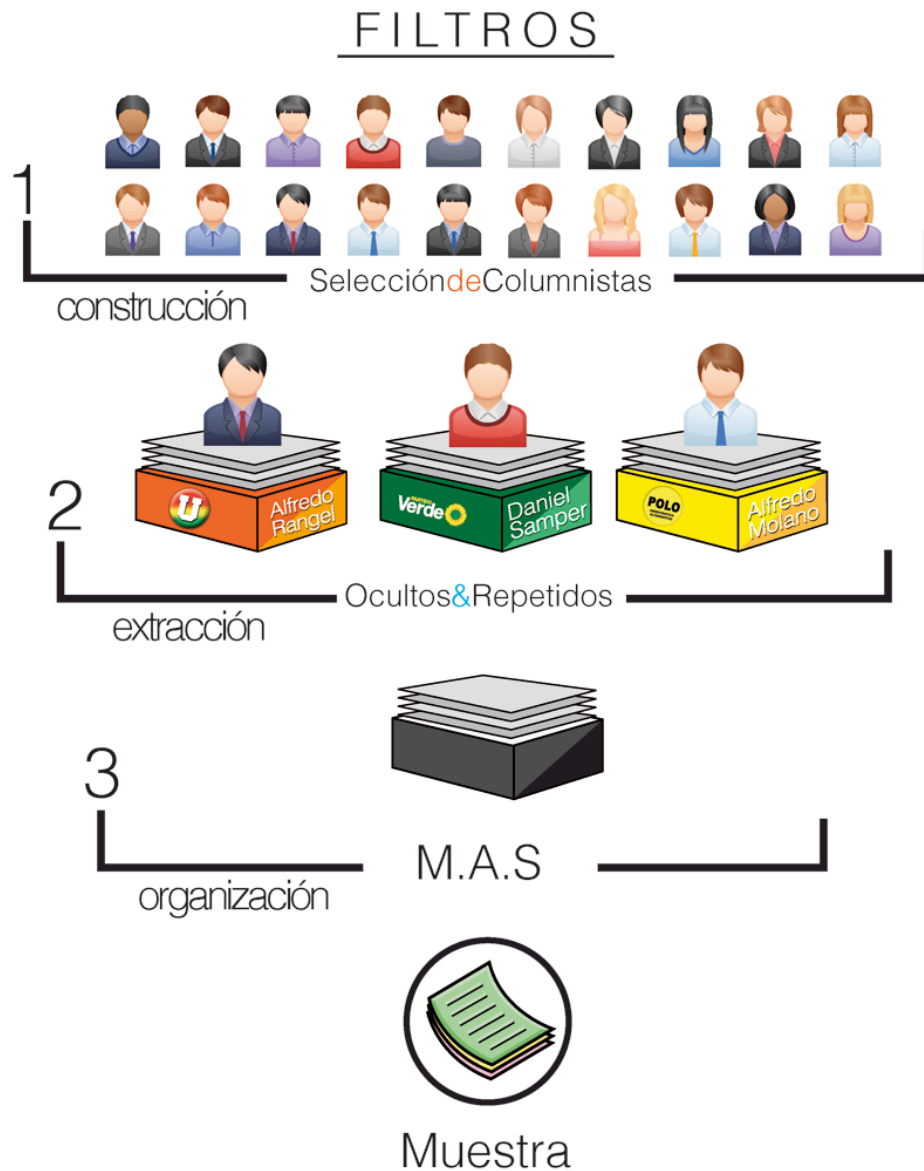 FILTROS
1
SeleccióndeColumnistas
construcción
U
Alfredo
Rangel
PARTIDO
Verde
Daniel
Samper
POLO
Alfredo
Molano
2
Ocultos&Repetidos
extracción
3
M.A.S
organización
Muestra